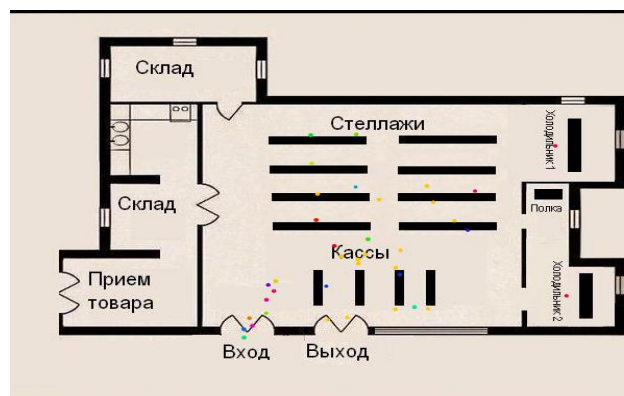 Склад
Стеллажи
Холодильник 1
Склад
Полка
Кассы
Прием
товара
Холодильник 2
Вход
Выход